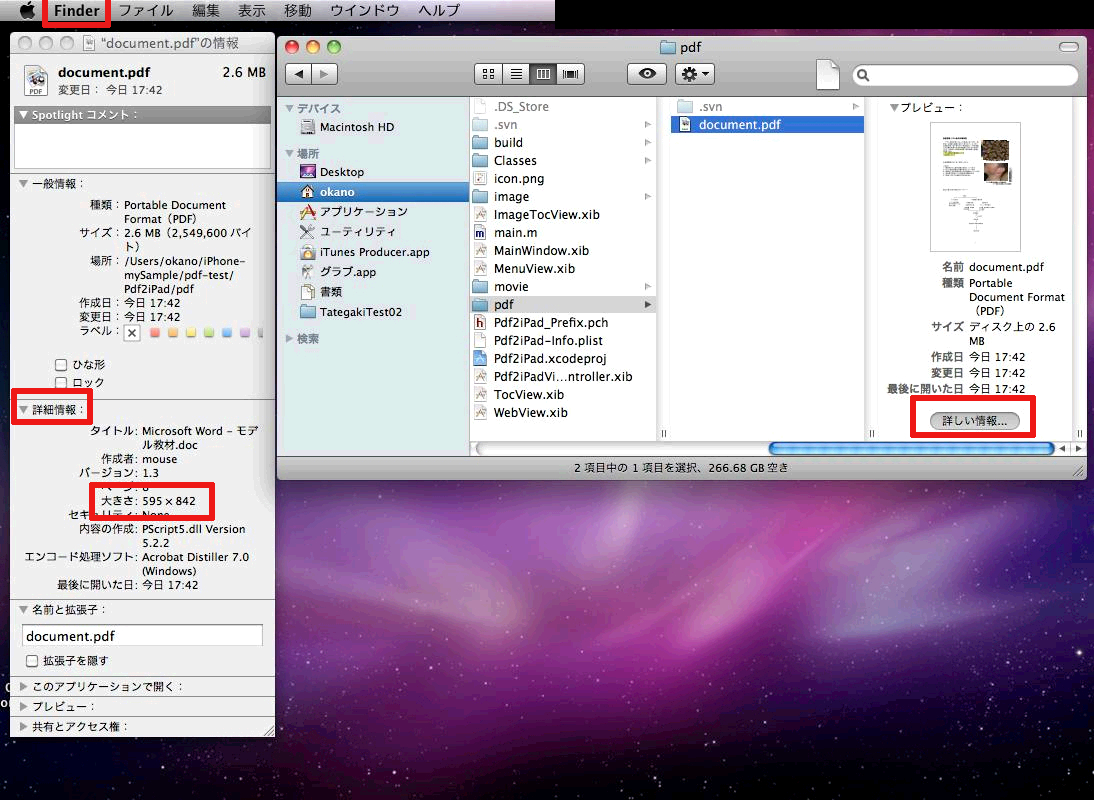 Finder ファイル 編集 表示 移動 ウインドウ ヘルプ
"document.pdf"の情報
document.pdf 2.6 MB
変更日： 今日 17:42
Spotlight コメント：
一般情報：
種類：Portable Document
Format (PDF)
サイズ：2.6 MB（2,549,600 バイ
ト）
場所：/Users/okano/iPhone-
mySample/pdf-test/
Pdf2iPad/pdf
作成日：今日 17:42
変更日：今日 17:42
ラベル：
ひな形
ロック
詳細情報：
タイトル: Microsoft Word – モデ
ル教材.doc
作成者: mouse
バージョン: 1.3
大きさ: 595 × 842
セキュリティ: None
内容の作成: PScript5.dll Version
5.2.2
エンコード処理ソフト: Acrobat Distiller 7.0
(Windows)
最後に開いた日: 今日 17:42
名前と拡張子：
document.pdf
拡張子を隠す
このアプリケーションで開く：
プレビュー：
共有とアクセス権：
pdf
デバイス
Macintosh HD
場所
Desktop
okano
アプリケーション
ユーティリティ
iTunes Producer.app
グラブ.app
書類
TategakiTest02
検索
.DS_Store
.svn
build
Classes
icon.png
image
ImageTocView.xib
main.m
MainWindow.xib
MenuView.xib
movie
pdf
Pdf2iPad_Prefix.pch
Pdf2iPad-Info.plist
Pdf2iPad.xcodeproj
Pdf2iPadVi...ntroller.xib
TocView.xib
WebView.xib
.svn
document.pdf
プレビュー：
名前 document.pdf
種類 Portable
Document Format
（PDF）
サイズ ディスク上の 2.6
MB
作成日 今日 17:42
変更日 今日 17:42
最後に開いた日 今日 17:42
詳しい情報...
2 項目中の 1 項目を選択、266.68 GB 空き